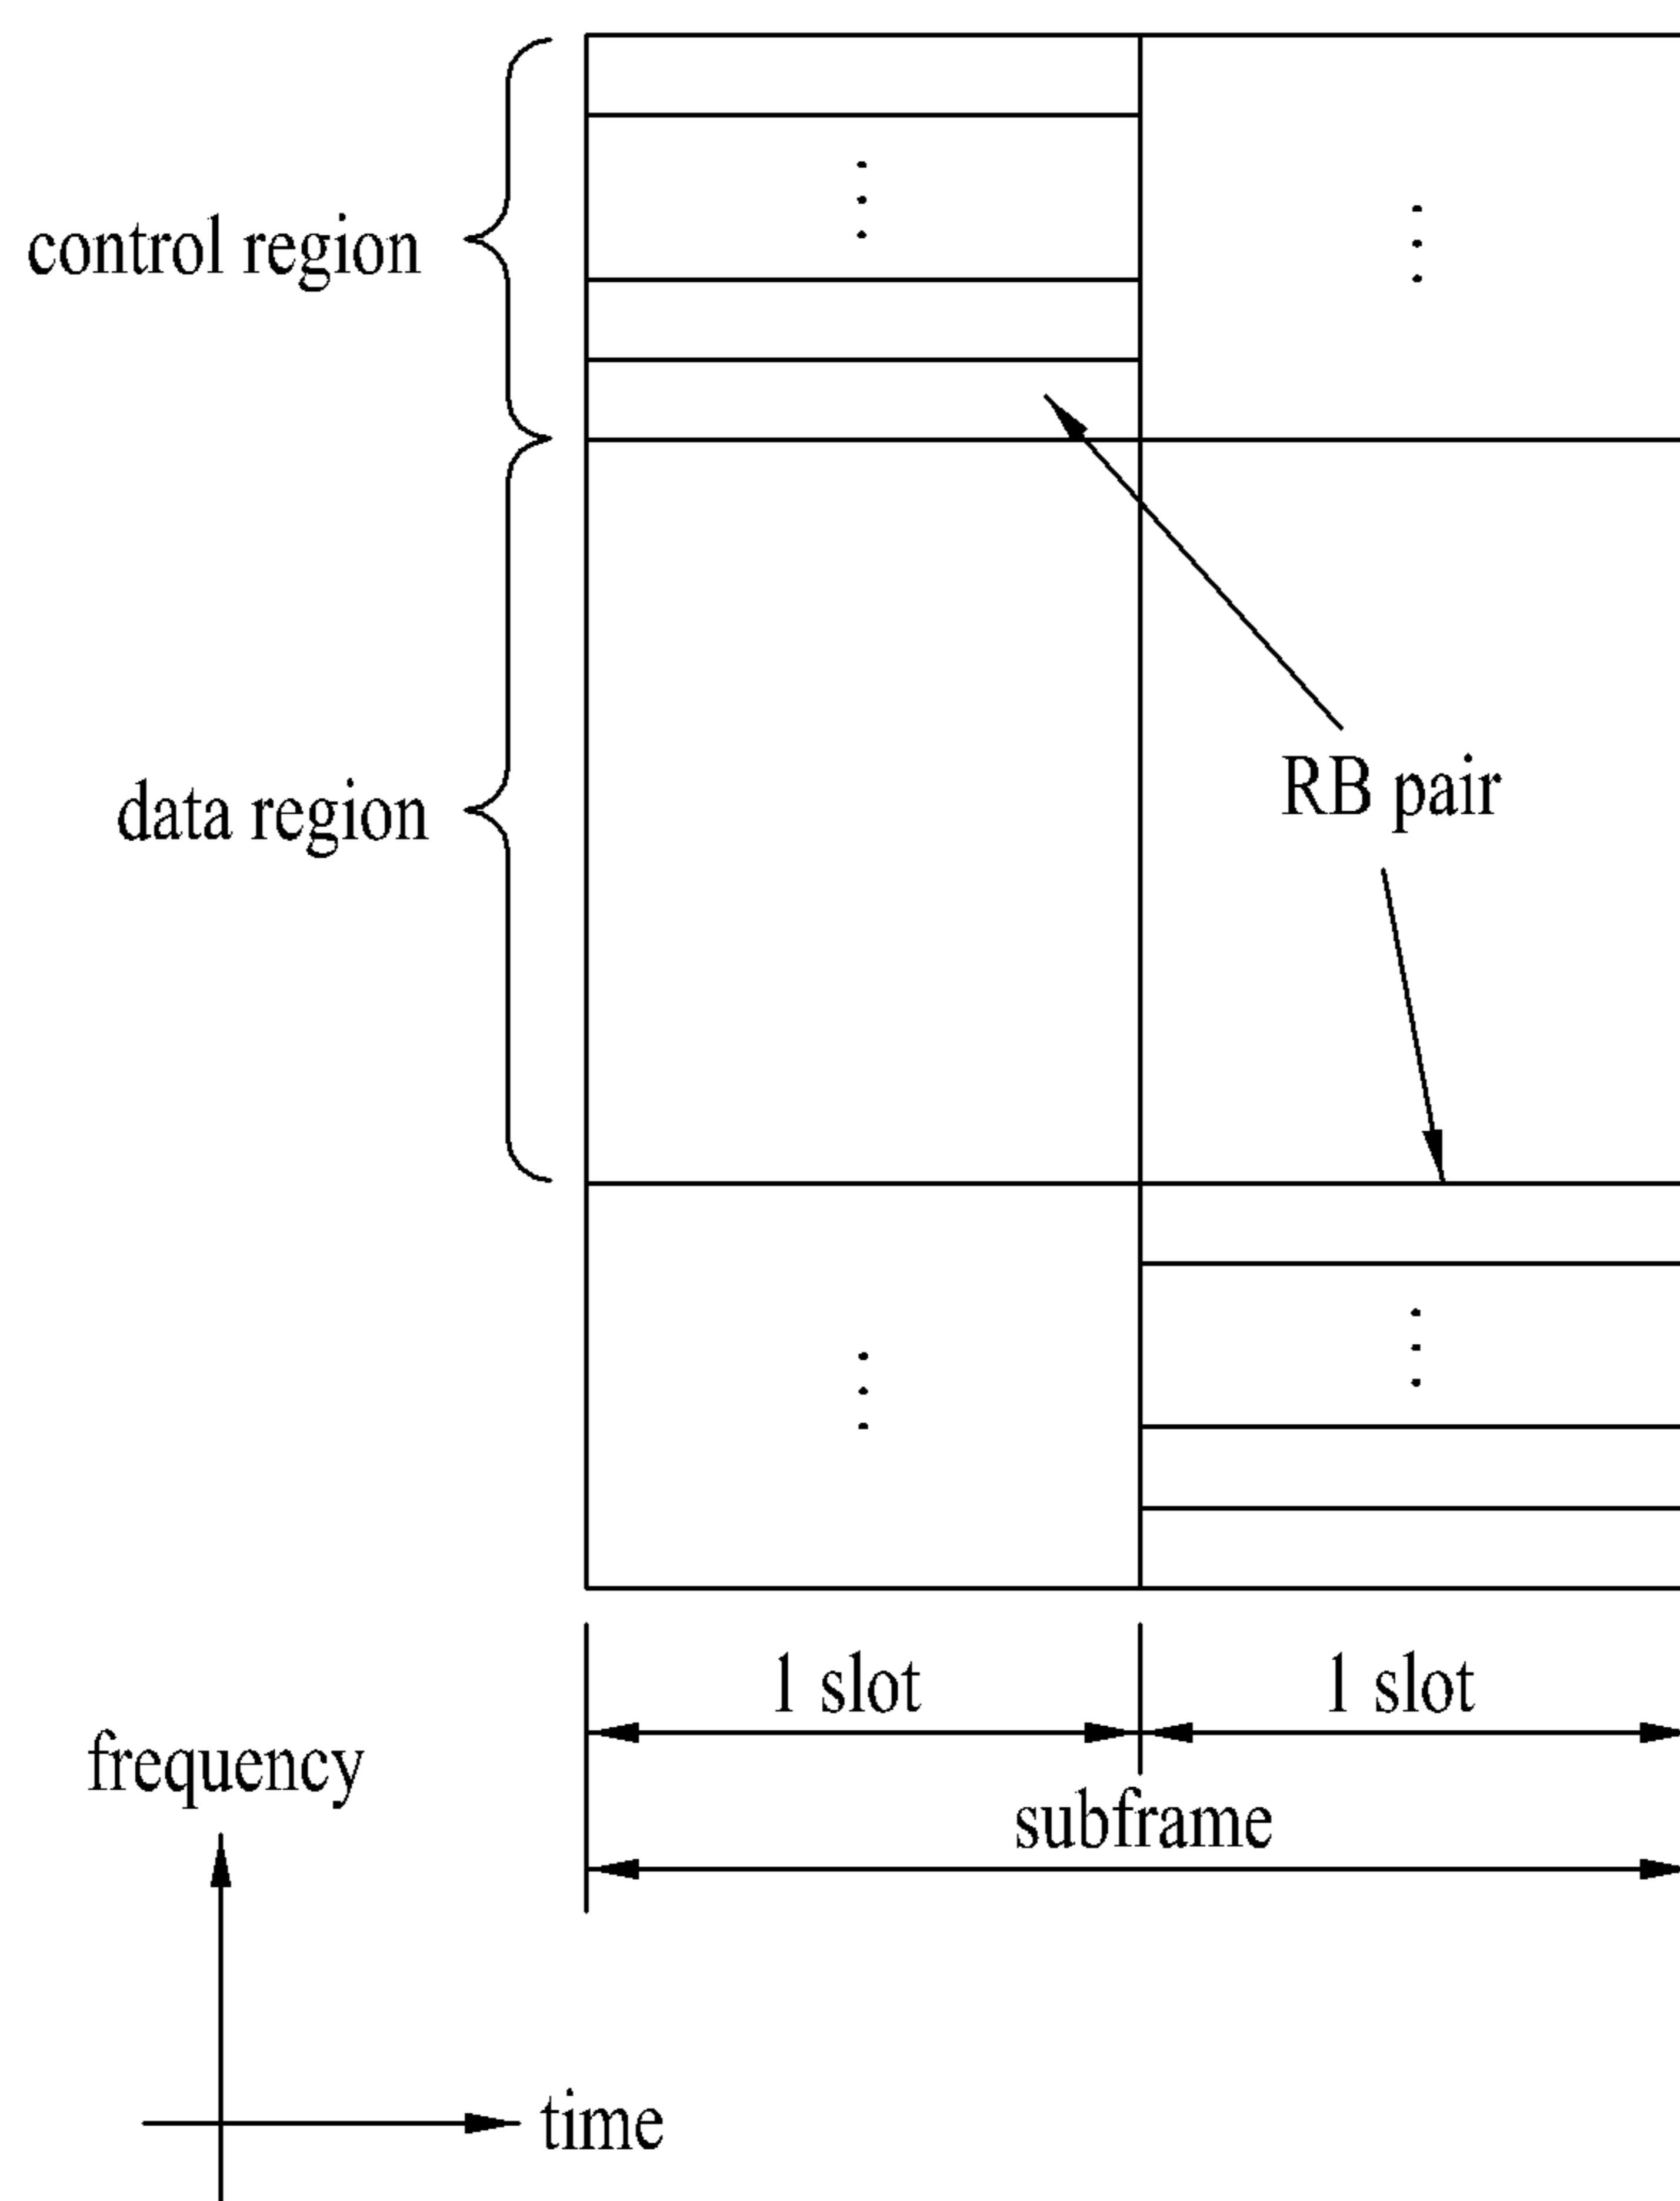 control region
data region
RB pair
1 slot
1 slot
subframe
frequency
time